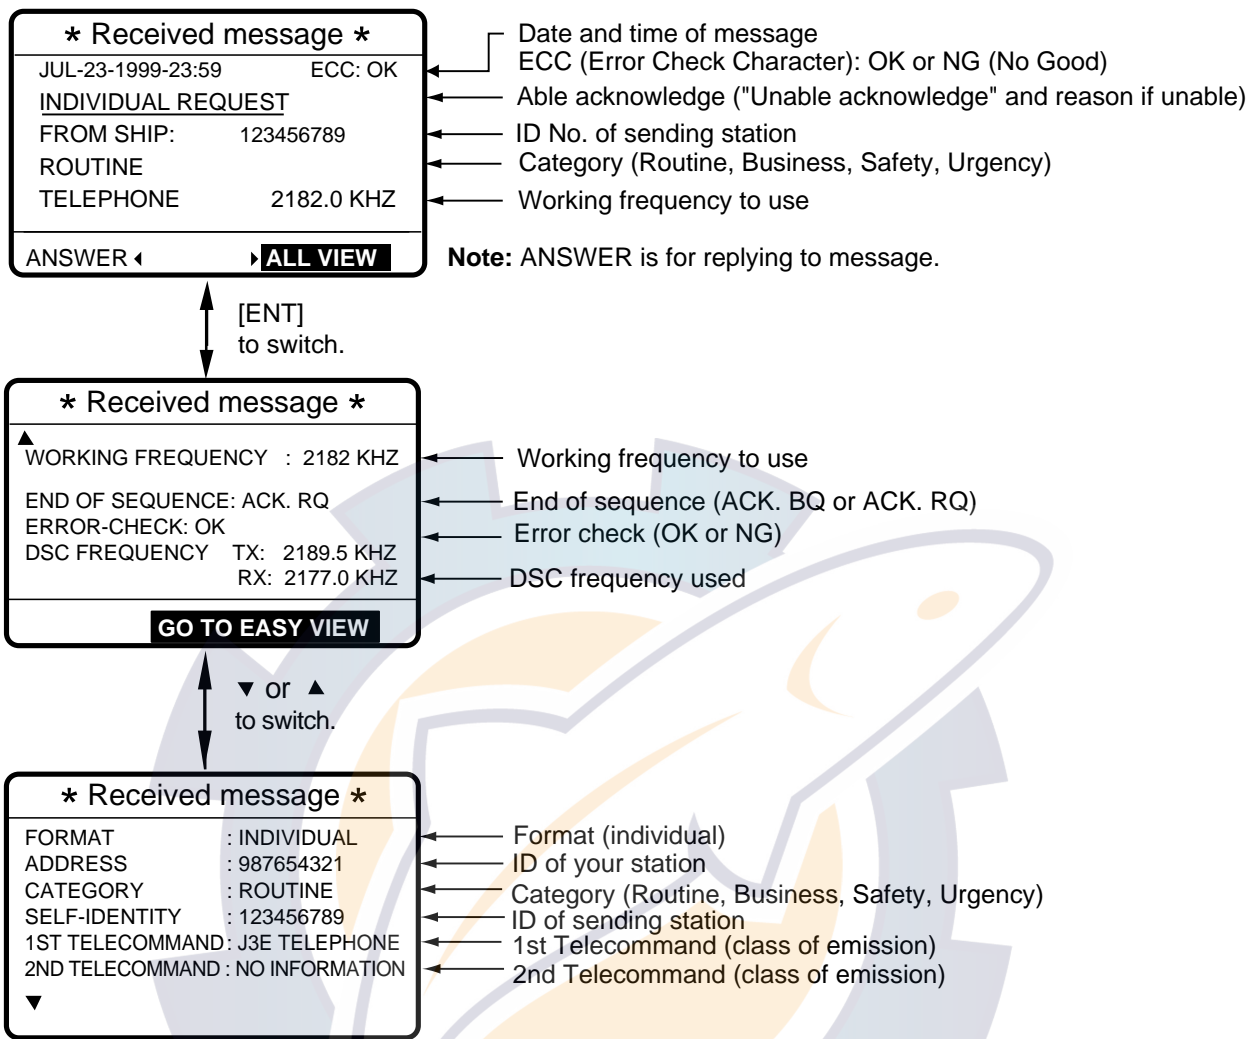 * Received message *
JUL-23-1999-23:59 ECC: OK
INDIVIDUAL REQUEST
FROM SHIP: 123456789
ROUTINE
TELEPHONE 2182.0 KHZ
ANSWER ◂ ▸ ALL VIEW
Date and time of message
ECC (Error Check Character): OK or NG (No Good)
Able acknowledge ("Unable acknowledge" and reason if unable)
ID No. of sending station
Category (Routine, Business, Safety, Urgency)
Working frequency to use
Note: ANSWER is for replying to message.
[ENT]
to switch.
* Received message *
▲
WORKING FREQUENCY : 2182 KHZ
END OF SEQUENCE: ACK. RQ
ERROR-CHECK: OK
DSC FREQUENCY TX: 2189.5 KHZ
RX: 2177.0 KHZ
GO TO EASY VIEW
Working frequency to use
End of sequence (ACK. BQ or ACK. RQ)
Error check (OK or NG)
DSC frequency used
▼ or ▲
to switch.
* Received message *
FORMAT : INDIVIDUAL
ADDRESS : 987654321
CATEGORY : ROUTINE
SELF-IDENTITY : 123456789
1ST TELECOMMAND : J3E TELEPHONE
2ND TELECOMMAND : NO INFORMATION
▼
Format (individual)
ID of your station
Category (Routine, Business, Safety, Urgency)
ID of sending station
1st Telecommand (class of emission)
2nd Telecommand (class of emission)